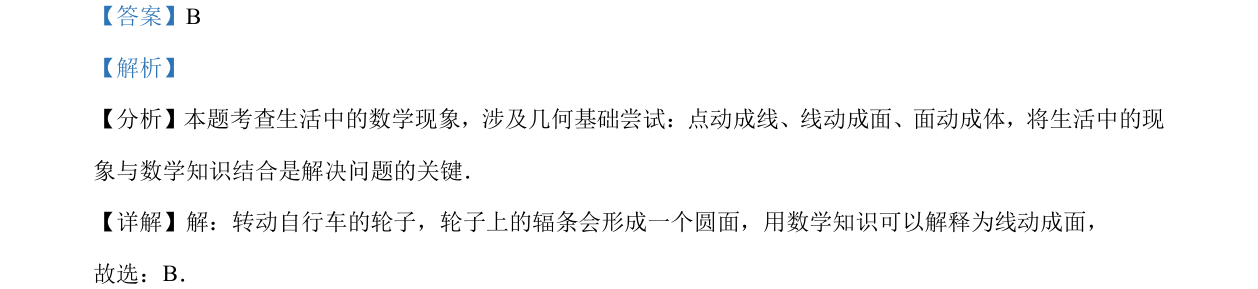 【答案】B
【解析】
【分析】本题考查生活中的数学现象，涉及几何基础尝试：点动成线、线动成面、面动成体，将生活中的现
象与数学知识结合是解决问题的关键．
【详解】解：转动自行车的轮子，轮子上的辐条会形成一个圆面，用数学知识可以解释为线动成面，
故选：B．